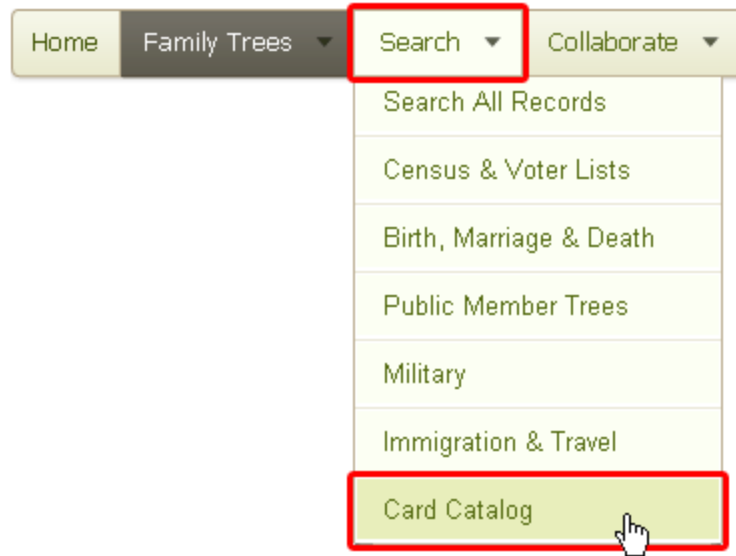 Home Family Trees Search Collaborate
Search All Records
Census & Voter Lists
Birth, Marriage & Death
Public Member Trees
Military
Immigration & Travel
Card Catalog